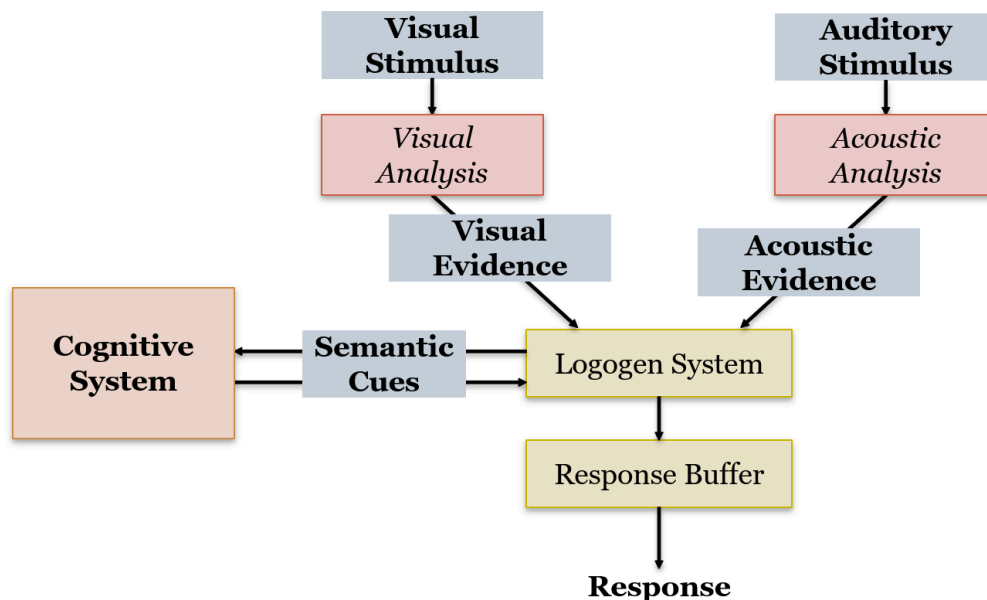 Visual
Stimulus
Auditory
Stimulus
Visual
Analysis
Acoustic
Analysis
Visual
Evidence
Acoustic
Evidence
Cognitive
System
Semantic
Cues
Logogen System
Response Buffer
Response